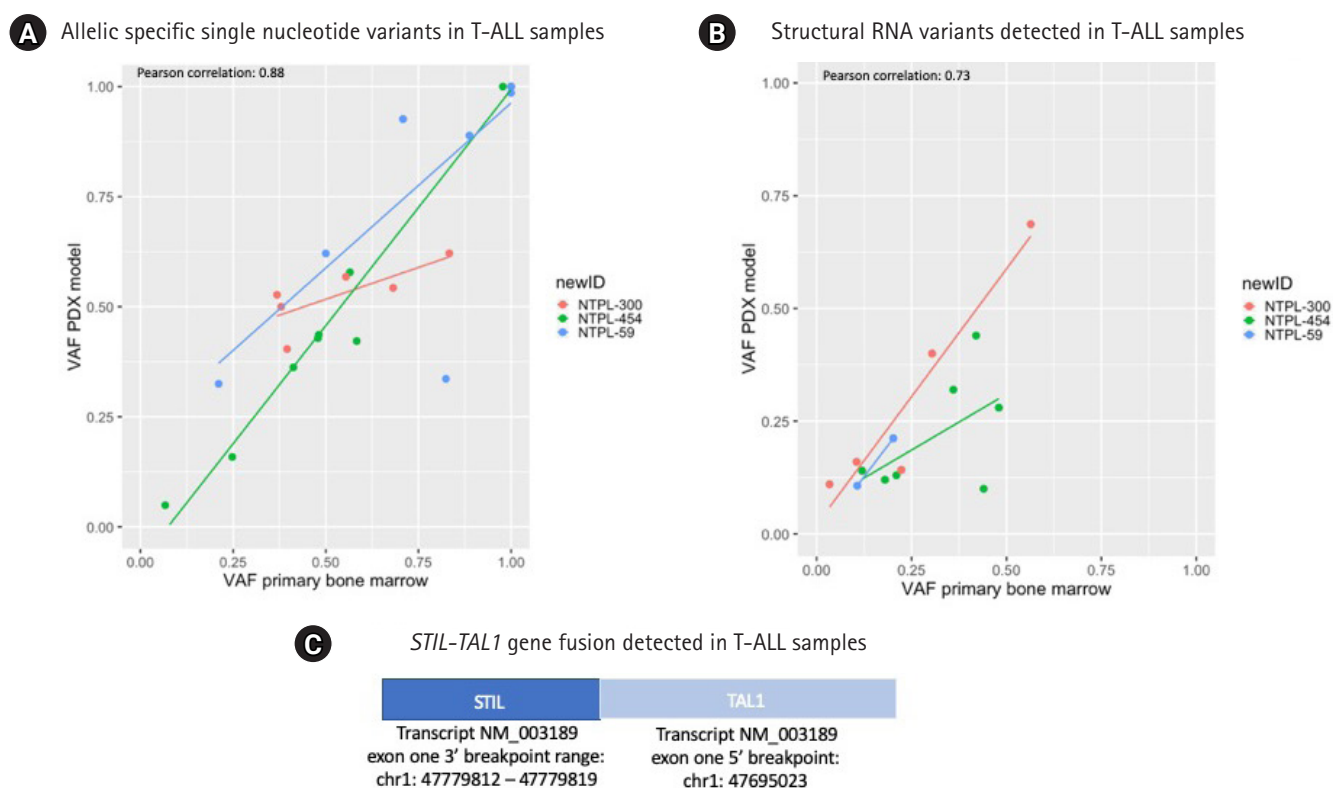 A Allelic specific single nucleotide variants in T-ALL samples
Pearson correlation: 0.88
1.00
0.75
0.50
0.25
0.00
VAF PDX model
0.00 0.25 0.50 0.75 1.00
VAF primary bone marrow
newID
NTPL-300
NTPL-454
NTPL-59
B Structural RNA variants detected in T-ALL samples
Pearson correlation: 0.73
1.00
0.75
0.50
0.25
0.00
VAF PDX model
0.00 0.25 0.50 0.75 1.00
VAF primary bone marrow
newID
NTPL-300
NTPL-454
NTPL-59
C STIL-TAL1 gene fusion detected in T-ALL samples
STIL
Transcript NM_003189
exon one 3’ breakpoint range:
chr1: 47779812 – 47779819
TAL1
Transcript NM_003189
exon one 5’ breakpoint:
chr1: 47695023